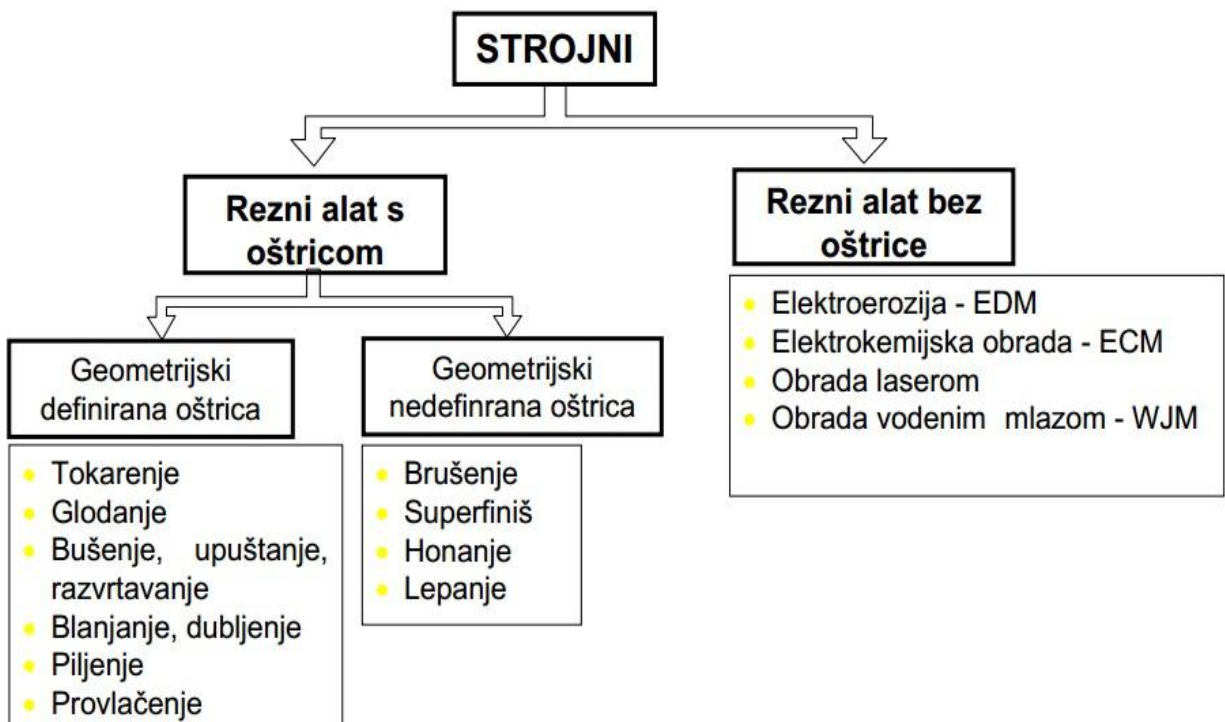 STROJNI
Rezni alat s
oštricom
Rezni alat bez
oštrice
Geometrijski
definirana oštrica
Geometrijski
nedefinrana oštrica
Tokarenje
Glodanje
Bušenje, upuštanje,
razvrtavanje
Blanjanje, dubljenje
Piljenje
Provlačenje
Brušenje
Superfiniš
Honanje
Lepanje
Elektroerozija - EDM
Elektrokemijska obrada - ECM
Obrada laserom
Obrada vodenim mlazom - WJM